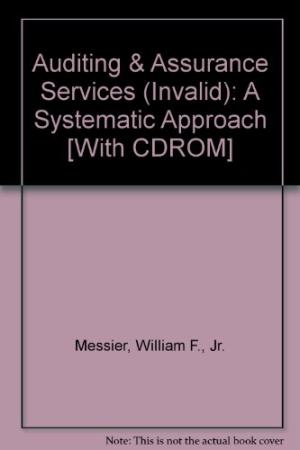 Auditing & Assurance
Services (Invalid): A
Systematic Approach
[With CDROM]
Messier, William F., Jr.
Note: This is not the actual book cover